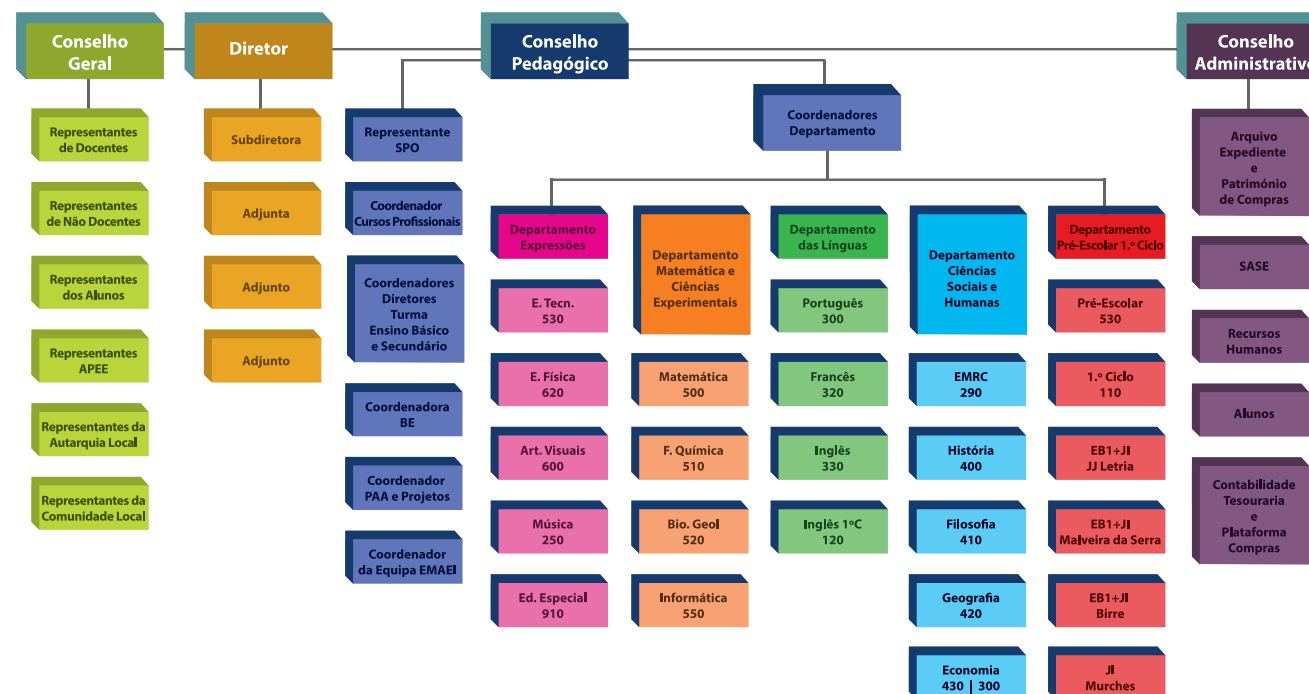 Conselho
Geral
Diretor
Conselho
Pedagógico
Conselho
Administrativo
Representantes
de Docentes
Representantes
de Não Docentes
Representantes
dos Alunos
Representantes
APEE
Representantes da
Autarquia Local
Representantes da
Comunidade Local
Subdiretora
Adjunta
Adjunto
Adjunto
Representante
SPO
Coordenador
Cursos Profissionais
Coordenadores
Diretores
Turma
Ensino Básico
e Secundário
Coordenadora
BE
Coordenador
PAA e Projetos
Coordenador
da Equipa EMAEI
Coordenadores
Departamento
Departamento
Expressões
E. Tecn.
530
E. Física
620
Art. Visuais
600
Música
250
Ed. Especial
910
Departamento
Matemática e
Ciências
Experimentais
Matemática
500
F. Química
510
Bio. Geol
520
Informática
550
Departamento
das Línguas
Português
300
Francês
320
Inglês
330
Inglês 1ºC
120
Departamento
Ciências
Sociais e
Humanas
EMRC
290
História
400
Filosofia
410
Geografia
420
Economia
430 | 300
Departamento
Pré-Escolar 1.º Ciclo
Pré-Escolar
530
1.º Ciclo
110
EB1+JI
JJ Letria
EB1+JI
Malveira da Serra
EB1+JI
Birre
JI
Murches
Arquivo
Expediente
e
Património
de Compras
SASE
Recursos
Humanos
Alunos
Contabilidade
Tesouraria
e
Plataforma
Compras